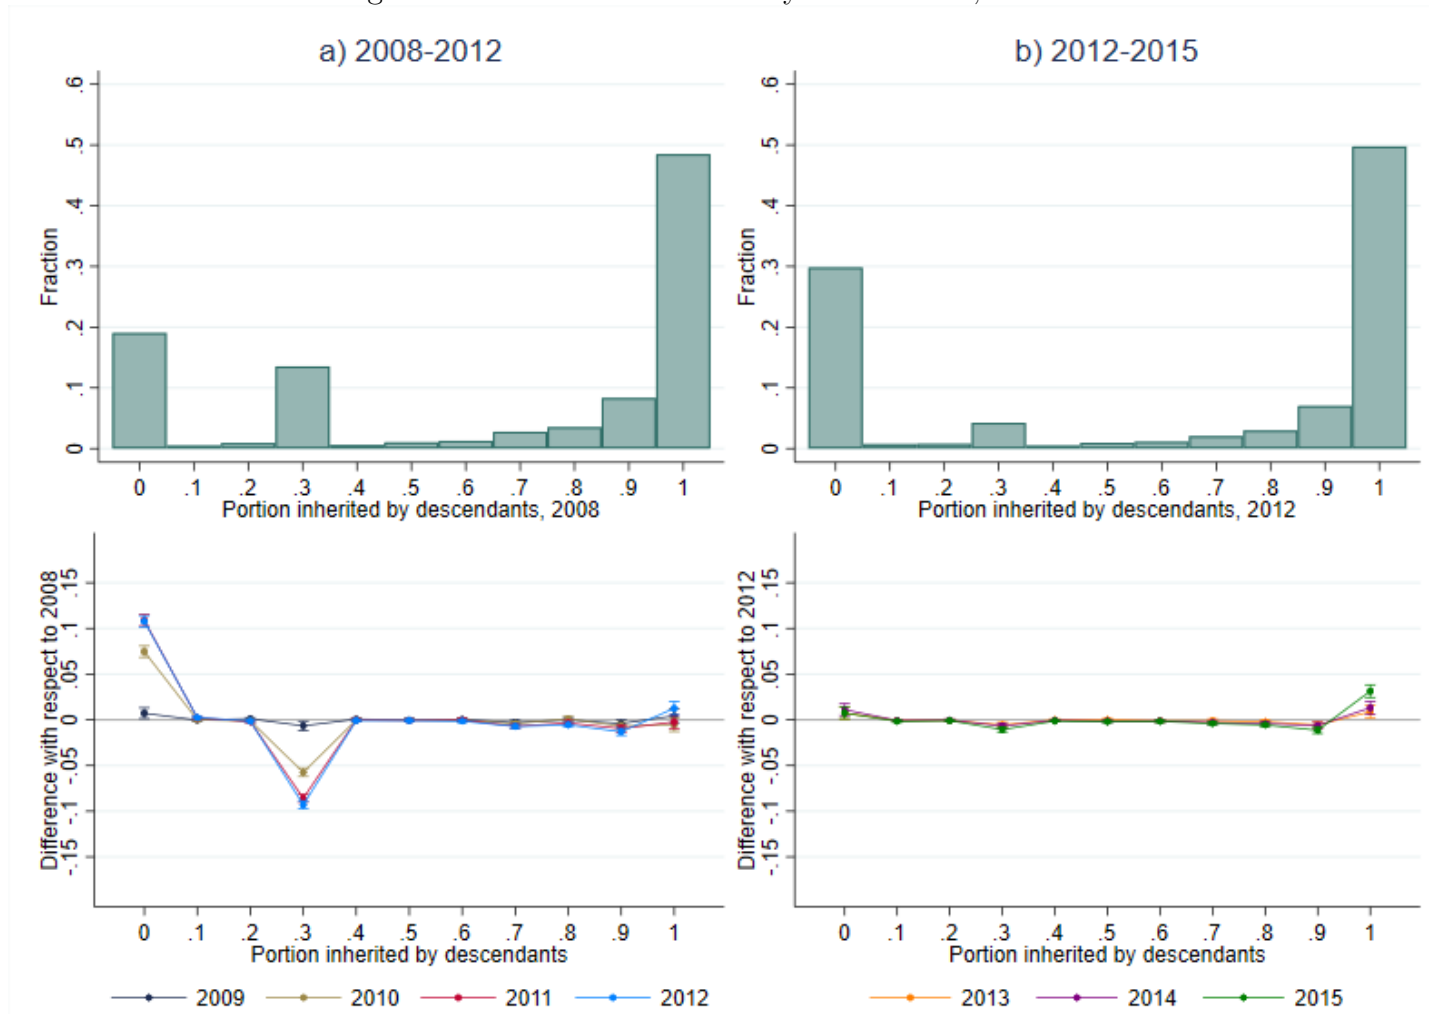 a) 2008-2012
b) 2012-2015
Fraction
.6
.5
.4
.3
.2
.1
0
0 .1 .2 .3 .4 .5 .6 .7 .8 .9 1
Portion inherited by descendants, 2008
Fraction
.6
.5
.4
.3
.2
.1
0
0 .1 .2 .3 .4 .5 .6 .7 .8 .9 1
Portion inherited by descendants, 2012
Difference with respect to 2008
.15
.1
.05
0
-.05
-.1
-.15
0 .1 .2 .3 .4 .5 .6 .7 .8 .9 1
Portion inherited by descendants
2009 2010 2011 2012
Difference with respect to 2012
.15
.1
.05
0
-.05
-.1
-.15
0 .1 .2 .3 .4 .5 .6 .7 .8 .9 1
Portion inherited by descendants
2013 2014 2015